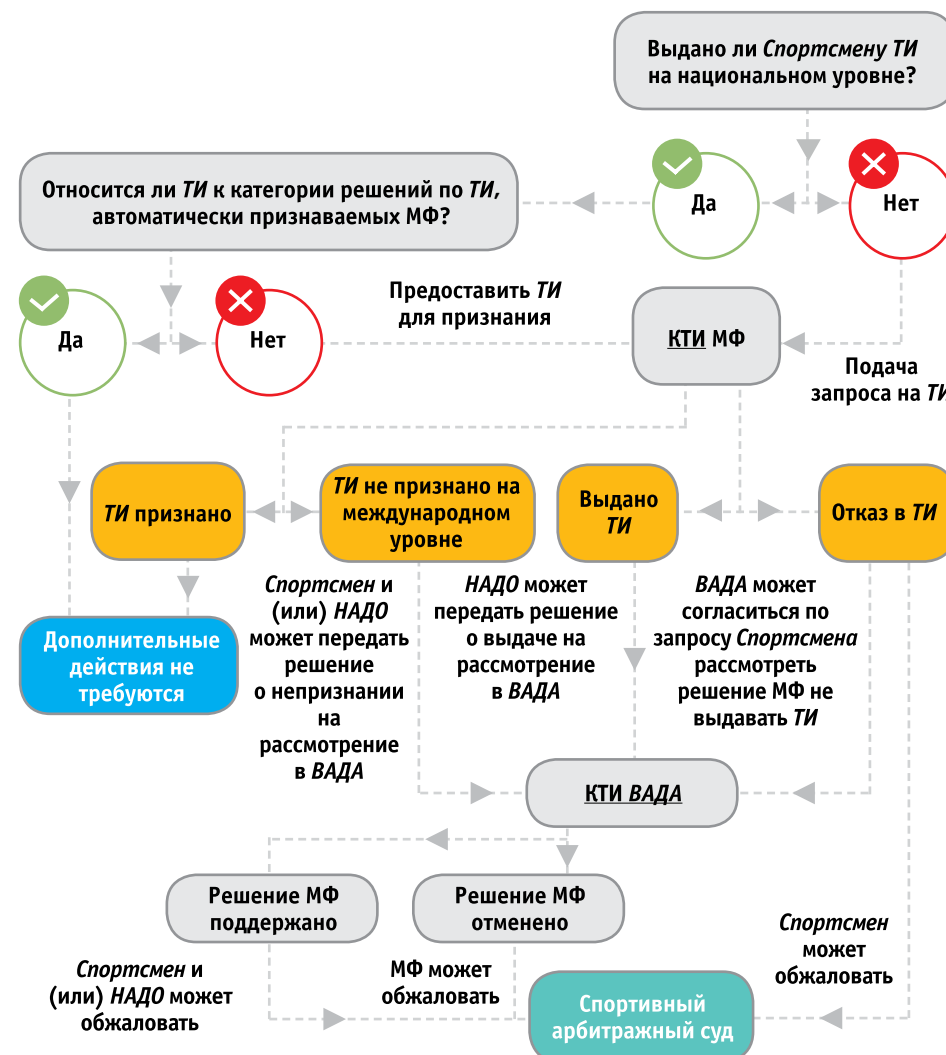 Выдано ли Спортсмену ТИ
на национальном уровне?
Да
Нет
Относится ли ТИ к категории решений по ТИ,
автоматически признаваемых МФ?
Да
Нет
Предоставить ТИ
для признания
КТИ МФ
Подача
запроса на ТИ
ТИ признано
ТИ не признано на
международном
уровне
Выдано
ТИ
Отказ в ТИ
Дополнительные
действия не
требуются
Спортсмен и
(или) НАДО
может передать
решение
о непризнании
на
рассмотрение
в ВАДА
НАДО может
передать решение
о выдаче на
рассмотрение
в ВАДА
ВАДА может
согласиться по
запросу Спортсмена
рассмотреть
решение МФ не
выдавать ТИ
КТИ ВАДА
Решение МФ
поддержано
Решение МФ
отменено
Спортсмен и
(или) НАДО может
обжаловать
МФ может
обжаловать
Спортсмен
может
обжаловать
Спортивный
арбитражный суд